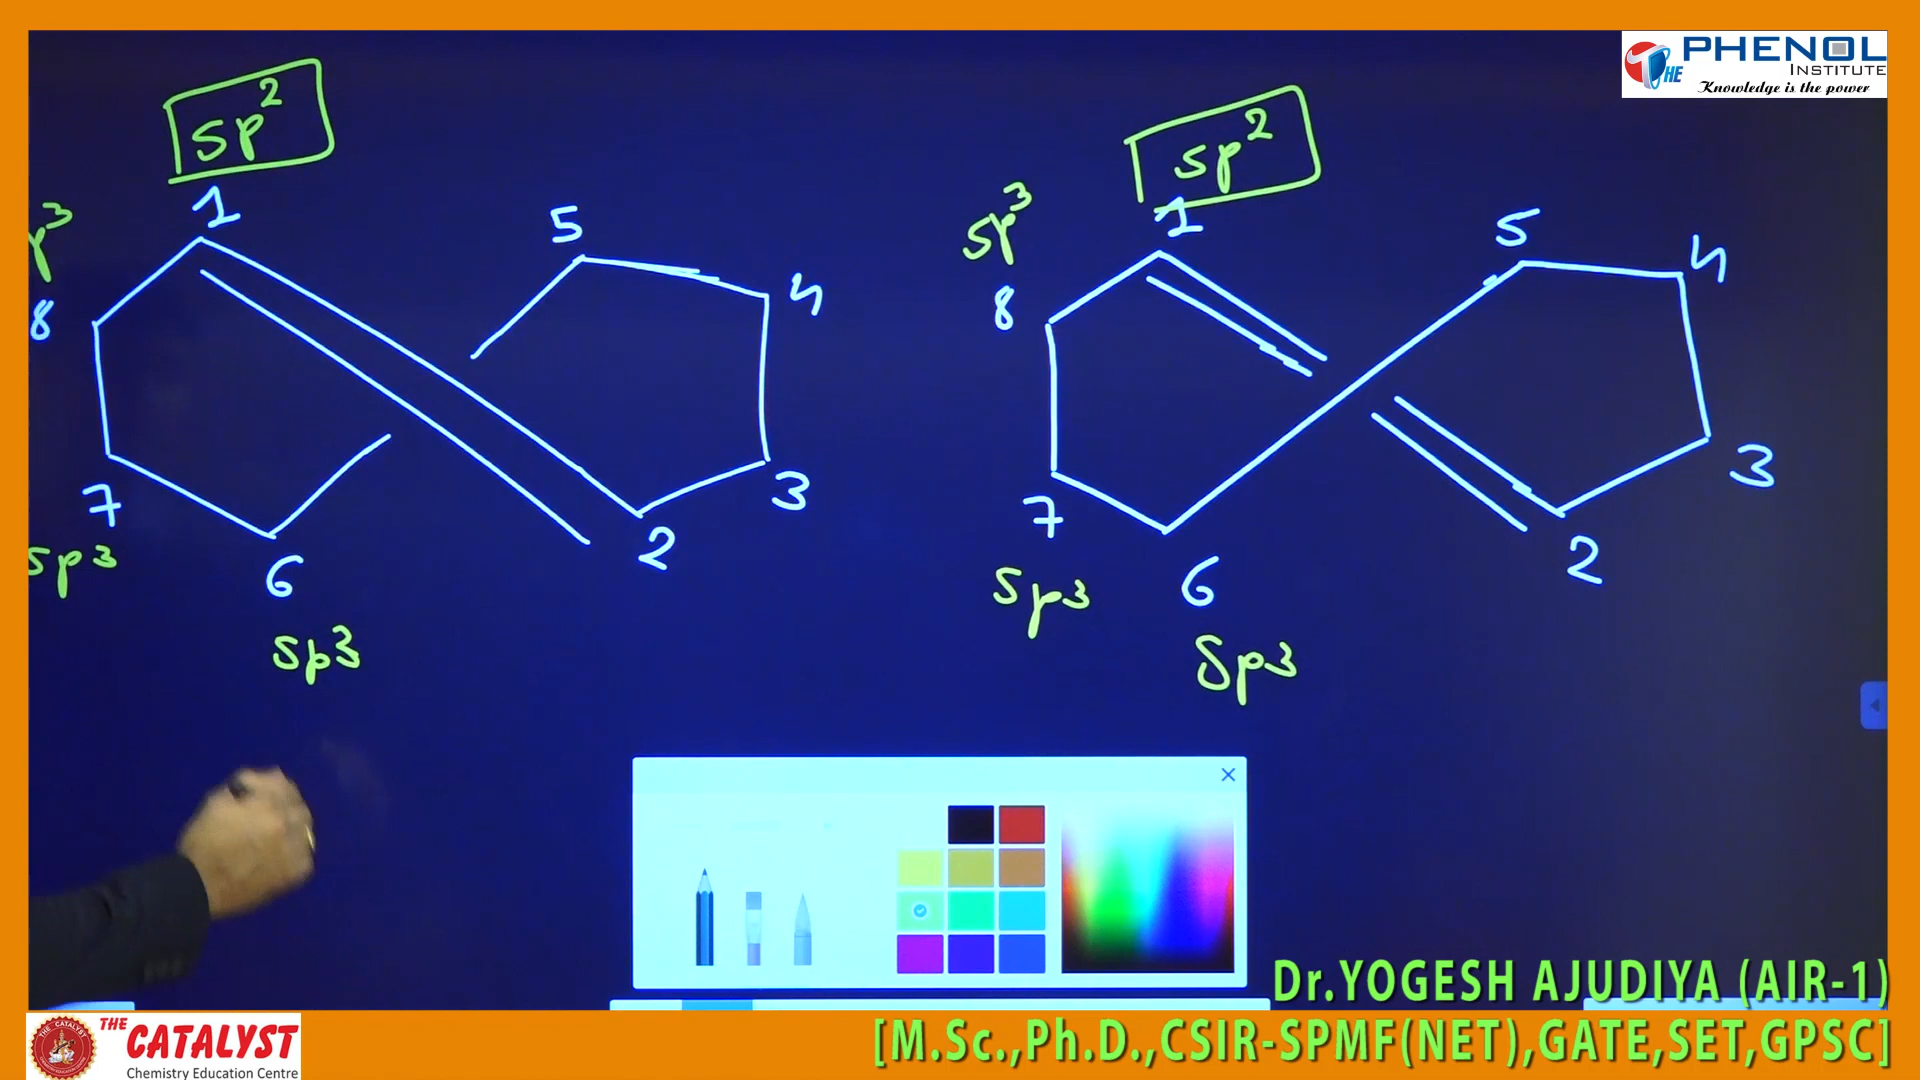 THE PHENOL
INSTITUTE
Knowledge is the power
sp²
1
5
4
8
7
sp3
6
sp3
2
3
sp²
sp³
1
5
4
8
7
sp3
6
sp3
2
3
Dr.YOGESH AJUDIYA (AIR-1)
[M.Sc.,Ph.D.,CSIR-SPMF(NET),GATE,SET,GPSC]
THE CATALYST
Chemistry Education Centre